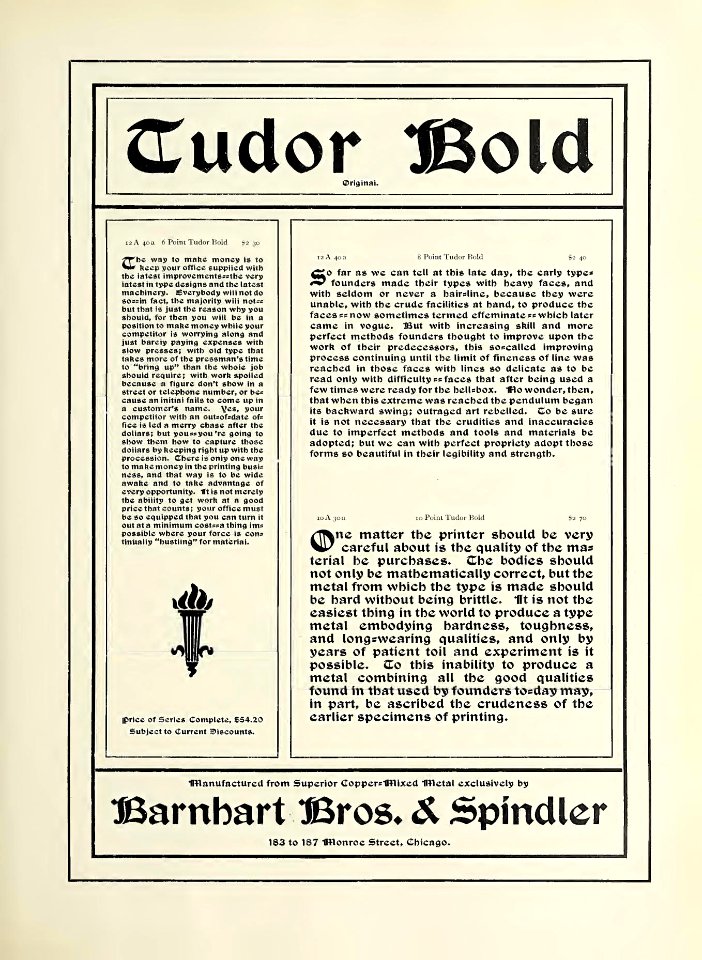 Tudor Bold
Original.
12 A 40 a 6 Point Tudor Bold $2 30
The way to make money is to
keep your office supplied with
the latest improvements=the very
latest in type designs and the latest
machinery. Everybody will not do
so=in fact, the majority will not=
but that is just the reason why you
should, for then you will be in a
position to make money while your
competitor is worrying along and
just barely paying expenses with
slow presses; with old type that
takes more of the pressman's time
to "bring up" than the whole job
should require; with work spoiled
because a figure don't show in a
street or telephone number, or be=
cause an initial fails to come up in
a customer's name. Yes, your
competitor with an out=of=date of=
fice is led a merry chase after the
dollars; but you==you're going to
show them how to capture those
dollars by keeping right up with the
procession. There is only one way
to make money in the printing busi=
ness, and that way is to be wide
awake and to take advantage of
every opportunity. It is not merely
the ability to get work at a good
price that counts; your office must
be so equipped that you can turn it
out at a minimum cost==a thing im=
possible where your force is con=
tinually "hustling" for material.
Price of Series Complete, $54.20
Subject to Current Discounts.
12 A 40 a 8 Point Tudor Bold $2 40
So far as we can tell at this late day, the early type=
founders made their types with heavy faces, and
with seldom or never a hair=line, because they were
unable, with the crude facilities at hand, to produce the
faces == now sometimes termed effeminate == which later
came in vogue. But with increasing skill and more
perfect methods founders thought to improve upon the
work of their predecessors, this so=called improving
process continuing until the limit of fineness of line was
reached in those faces with lines so delicate as to be
read only with difficulty == faces that after being used a
few times were ready for the hell=box. No wonder, then,
that when this extreme was reached the pendulum began
its backward swing; outraged art rebelled. To be sure
it is not necessary that the crudities and inaccuracies
due to imperfect methods and tools and materials be
adopted; but we can with perfect propriety adopt those
forms so beautiful in their legibility and strength.
10 A 30 a 10 Point Tudor Bold $2 70
One matter the printer should be very
careful about is the quality of the ma=
terial he purchases. The bodies should
not only be mathematically correct, but the
metal from which the type is made should
be hard without being brittle. It is not the
easiest thing in the world to produce a type
metal embodying hardness, toughness,
and long=wearing qualities, and only by
years of patient toil and experiment is it
possible. To this inability to produce a
metal combining all the good qualities
found in that used by founders to=day may,
in part, be ascribed the crudeness of the
earlier specimens of printing.
Manufactured from Superior Copper=Mixed Metal exclusively by
Barnhart Bros. & Spindler
183 to 187 Monroe Street, Chicago.